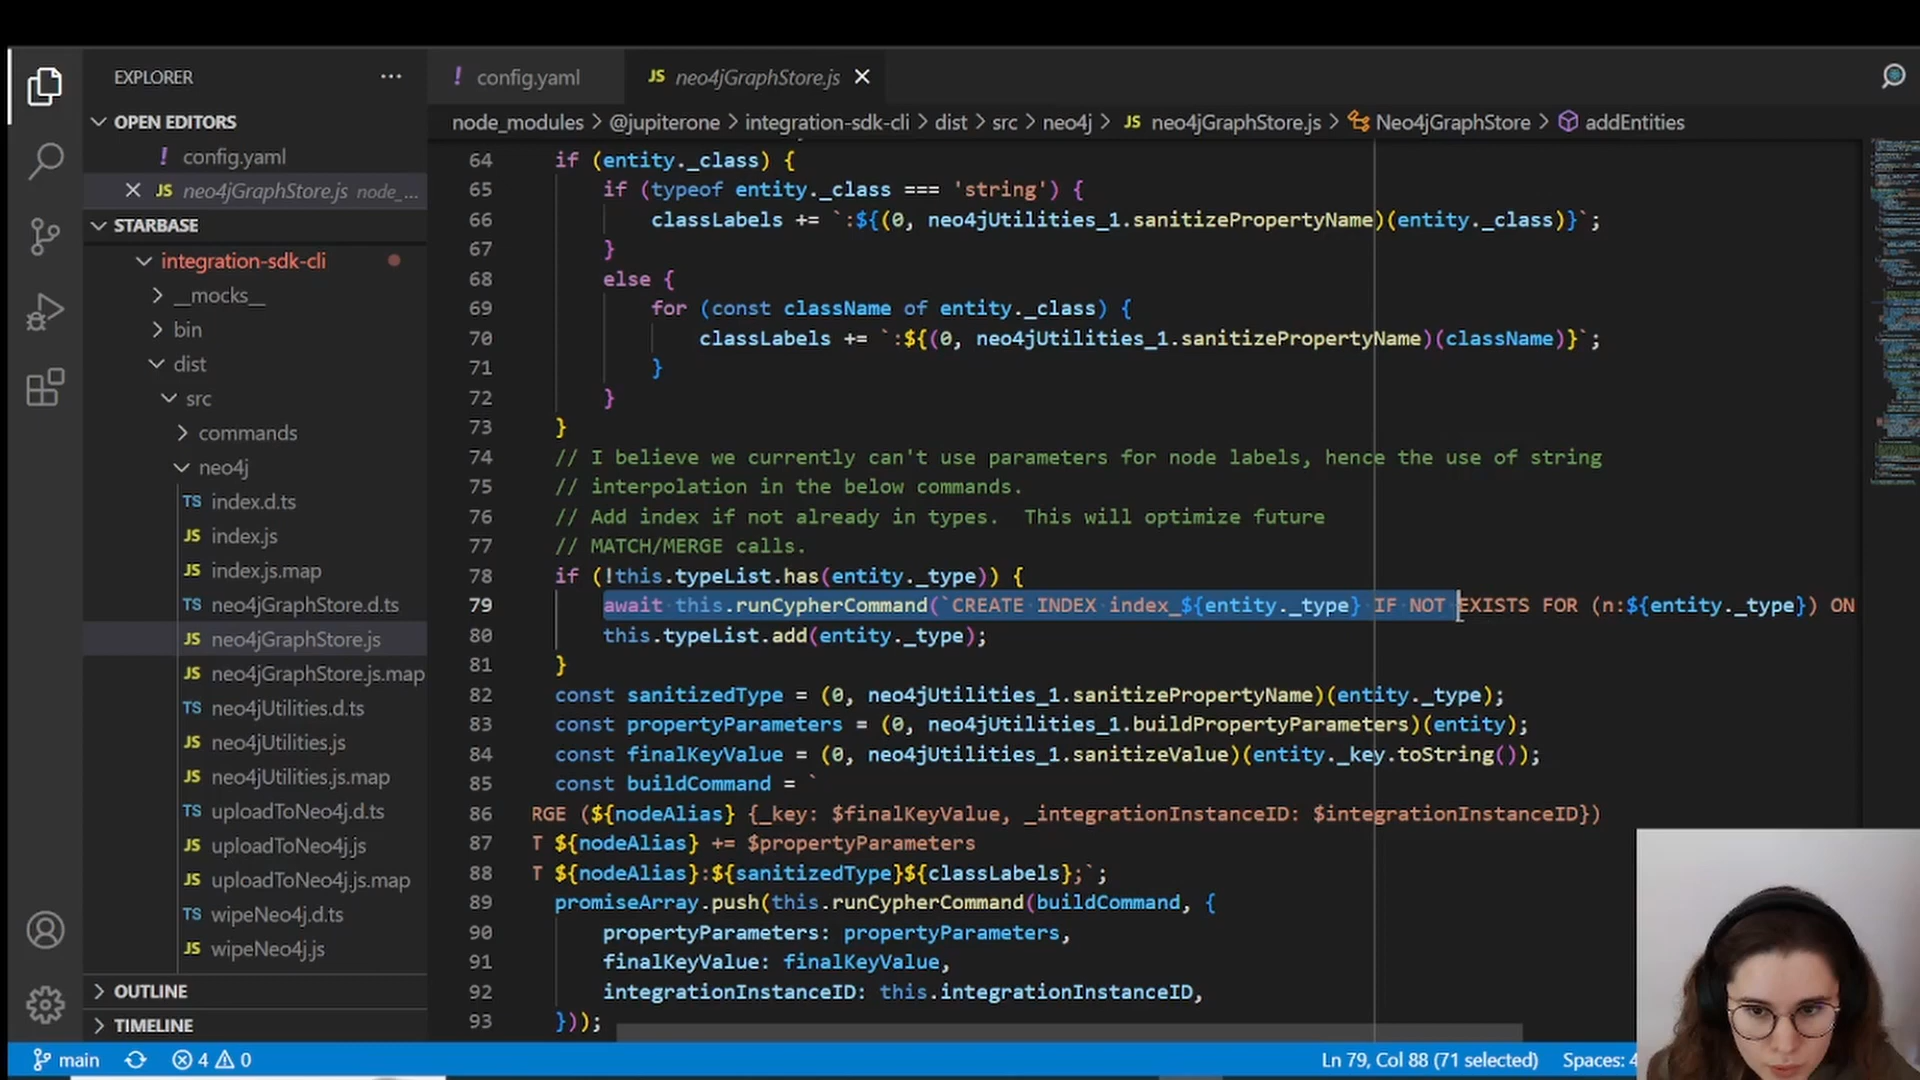 EXPLORER
OPEN EDITORS
! config.yaml
JS neo4jGraphStore.js node_...
STARBASE
integration-sdk-cli
__mocks__
bin
dist
src
commands
neo4j
TS index.d.ts
JS index.js
JS index.js.map
TS neo4jGraphStore.d.ts
JS neo4jGraphStore.js
JS neo4jGraphStore.js.map
TS neo4jUtilities.d.ts
JS neo4jUtilities.js
JS neo4jUtilities.js.map
TS uploadToNeo4j.d.ts
JS uploadToNeo4j.js
JS uploadToNeo4j.js.map
TS wipeNeo4j.d.ts
JS wipeNeo4j.js
OUTLINE
TIMELINE
! config.yaml JS neo4jGraphStore.js
node_modules > @jupiterone > integration-sdk-cli > dist > src > neo4j > JS neo4jGraphStore.js > Neo4jGraphStore > addEntities
64 if (entity._class) {
65 if (typeof entity._class === 'string') {
66 classLabels += `:${(0, neo4jUtilities_1.sanitizePropertyName)(entity._class)}`;
67 }
68 else {
69 for (const className of entity._class) {
70 classLabels += `:${(0, neo4jUtilities_1.sanitizePropertyName)(className)}`;
71 }
72 }
73 }
74 // I believe we currently can't use parameters for node labels, hence the use of string
75 // interpolation in the below commands.
76 // Add index if not already in types.  This will optimize future
77 // MATCH/MERGE calls.
78 if (!this.typeList.has(entity._type)) {
79 await this.runCypherCommand(`CREATE INDEX index_${entity._type} IF NOT EXISTS FOR (n:${entity._type}) ON
80 this.typeList.add(entity._type);
81 }
82 const sanitizedType = (0, neo4jUtilities_1.sanitizePropertyName)(entity._type);
83 const propertyParameters = (0, neo4jUtilities_1.buildPropertyParameters)(entity);
84 const finalKeyValue = (0, neo4jUtilities_1.sanitizeValue)(entity._key.toString());
85 const buildCommand = `
86 RGE (${nodeAlias} {_key: $finalKeyValue, _integrationInstanceID: $integrationInstanceID})
87 T ${nodeAlias} += $propertyParameters
88 T ${nodeAlias}:${sanitizedType}${classLabels};`;
89 promiseArray.push(this.runCypherCommand(buildCommand, {
90 propertyParameters: propertyParameters,
91 finalKeyValue: finalKeyValue,
92 integrationInstanceID: this.integrationInstanceID,
93 }));
main 4 0 Ln 79, Col 88 (71 selected) Spaces: 4